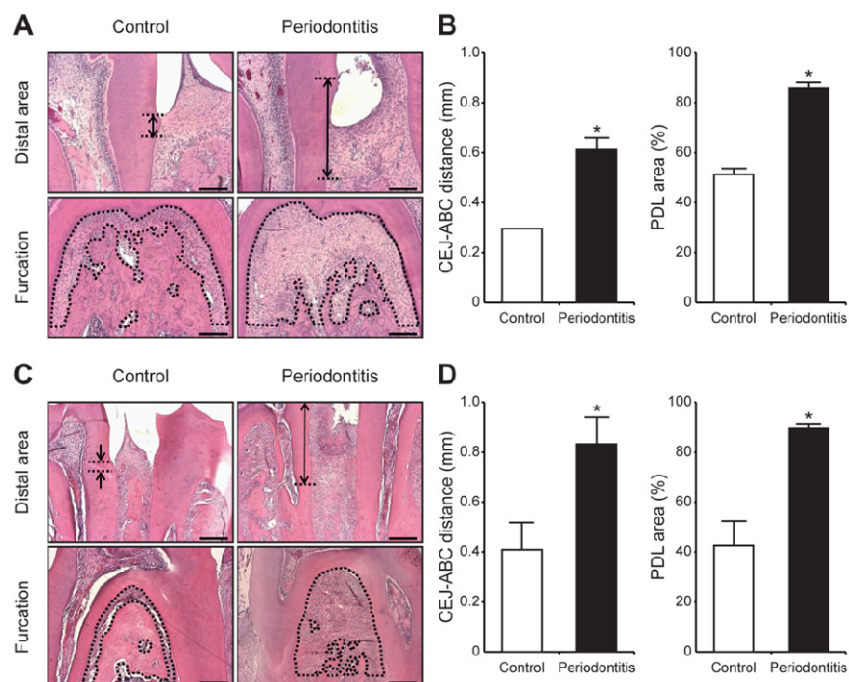 A
Control
Periodontitis
Distal area
Furcation
B
CEJ-ABC distance (mm)
1.0
0.8
0.6
0.4
0.2
0
*
Control
Periodontitis
PDL area (%)
100
80
60
40
20
0
*
Control
Periodontitis
C
Control
Periodontitis
Distal area
Furcation
D
CEJ-ABC distance (mm)
1.0
0.8
0.6
0.4
0.2
0
*
Control
Periodontitis
PDL area (%)
100
80
60
40
20
0
*
Control
Periodontitis